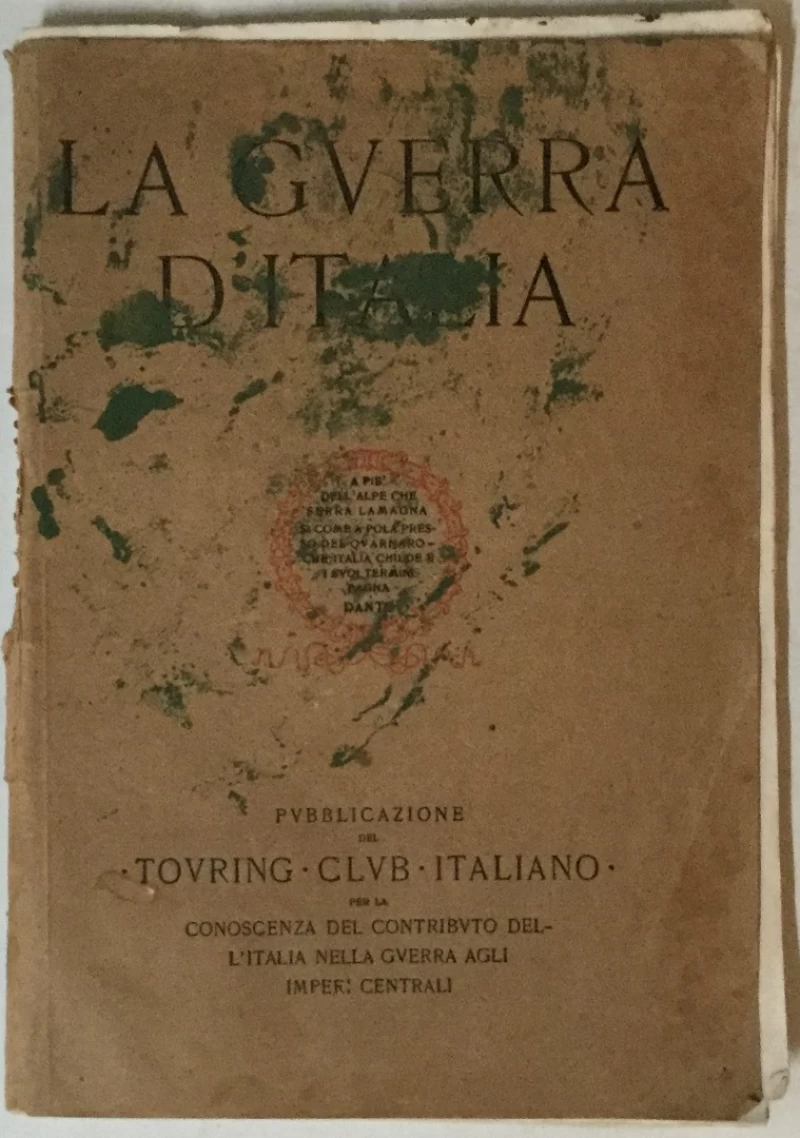 LA GVERRA
D'ITALIA
A PIE'
DELL'ALPE CHE
SERRA LAMAGNA
SI COME A POLA PRES-
SO DEL QVARNARO -
CHE ITALIA CHIVDE E
I SVOI TERMINI
BAGNA -
DANTE
PVBBLICAZIONE
DEL
·TOVRING·CLVB·ITALIANO·
PER LA
CONOSCENZA DEL CONTRIBVTO DEL-
L'ITALIA NELLA GVERRA AGLI
IMPERI CENTRALI